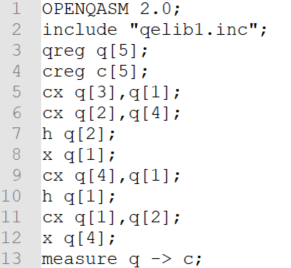 1 OPENQASM 2.0;
2 include "qelib1.inc";
3 qreg q[5];
4 creg c[5];
5 cx q[3],q[1];
6 cx q[2],q[4];
7 h q[2];
8 x q[1];
9 cx q[4],q[1];
10 h q[1];
11 cx q[1],q[2];
12 x q[4];
13 measure q -> c;